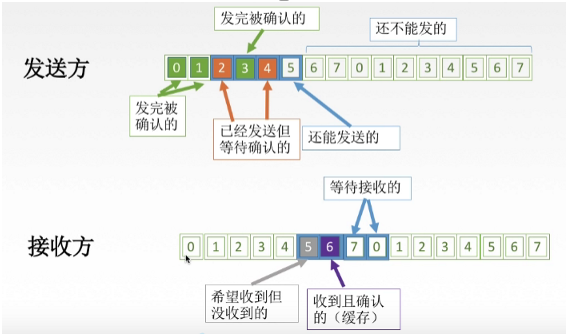 发完被确认的
还不能发的
发送方
0 1 2 3 4 5 6 7 0 1 2 3 4 5 6 7
发完被
确认的
已经发送但
等待确认的
还能发送的
等待接收的
接收方
0 1 2 3 4 5 6 7 0 1 2 3 4 5 6 7
希望收到但
没收到的
收到且确认
的（缓存）